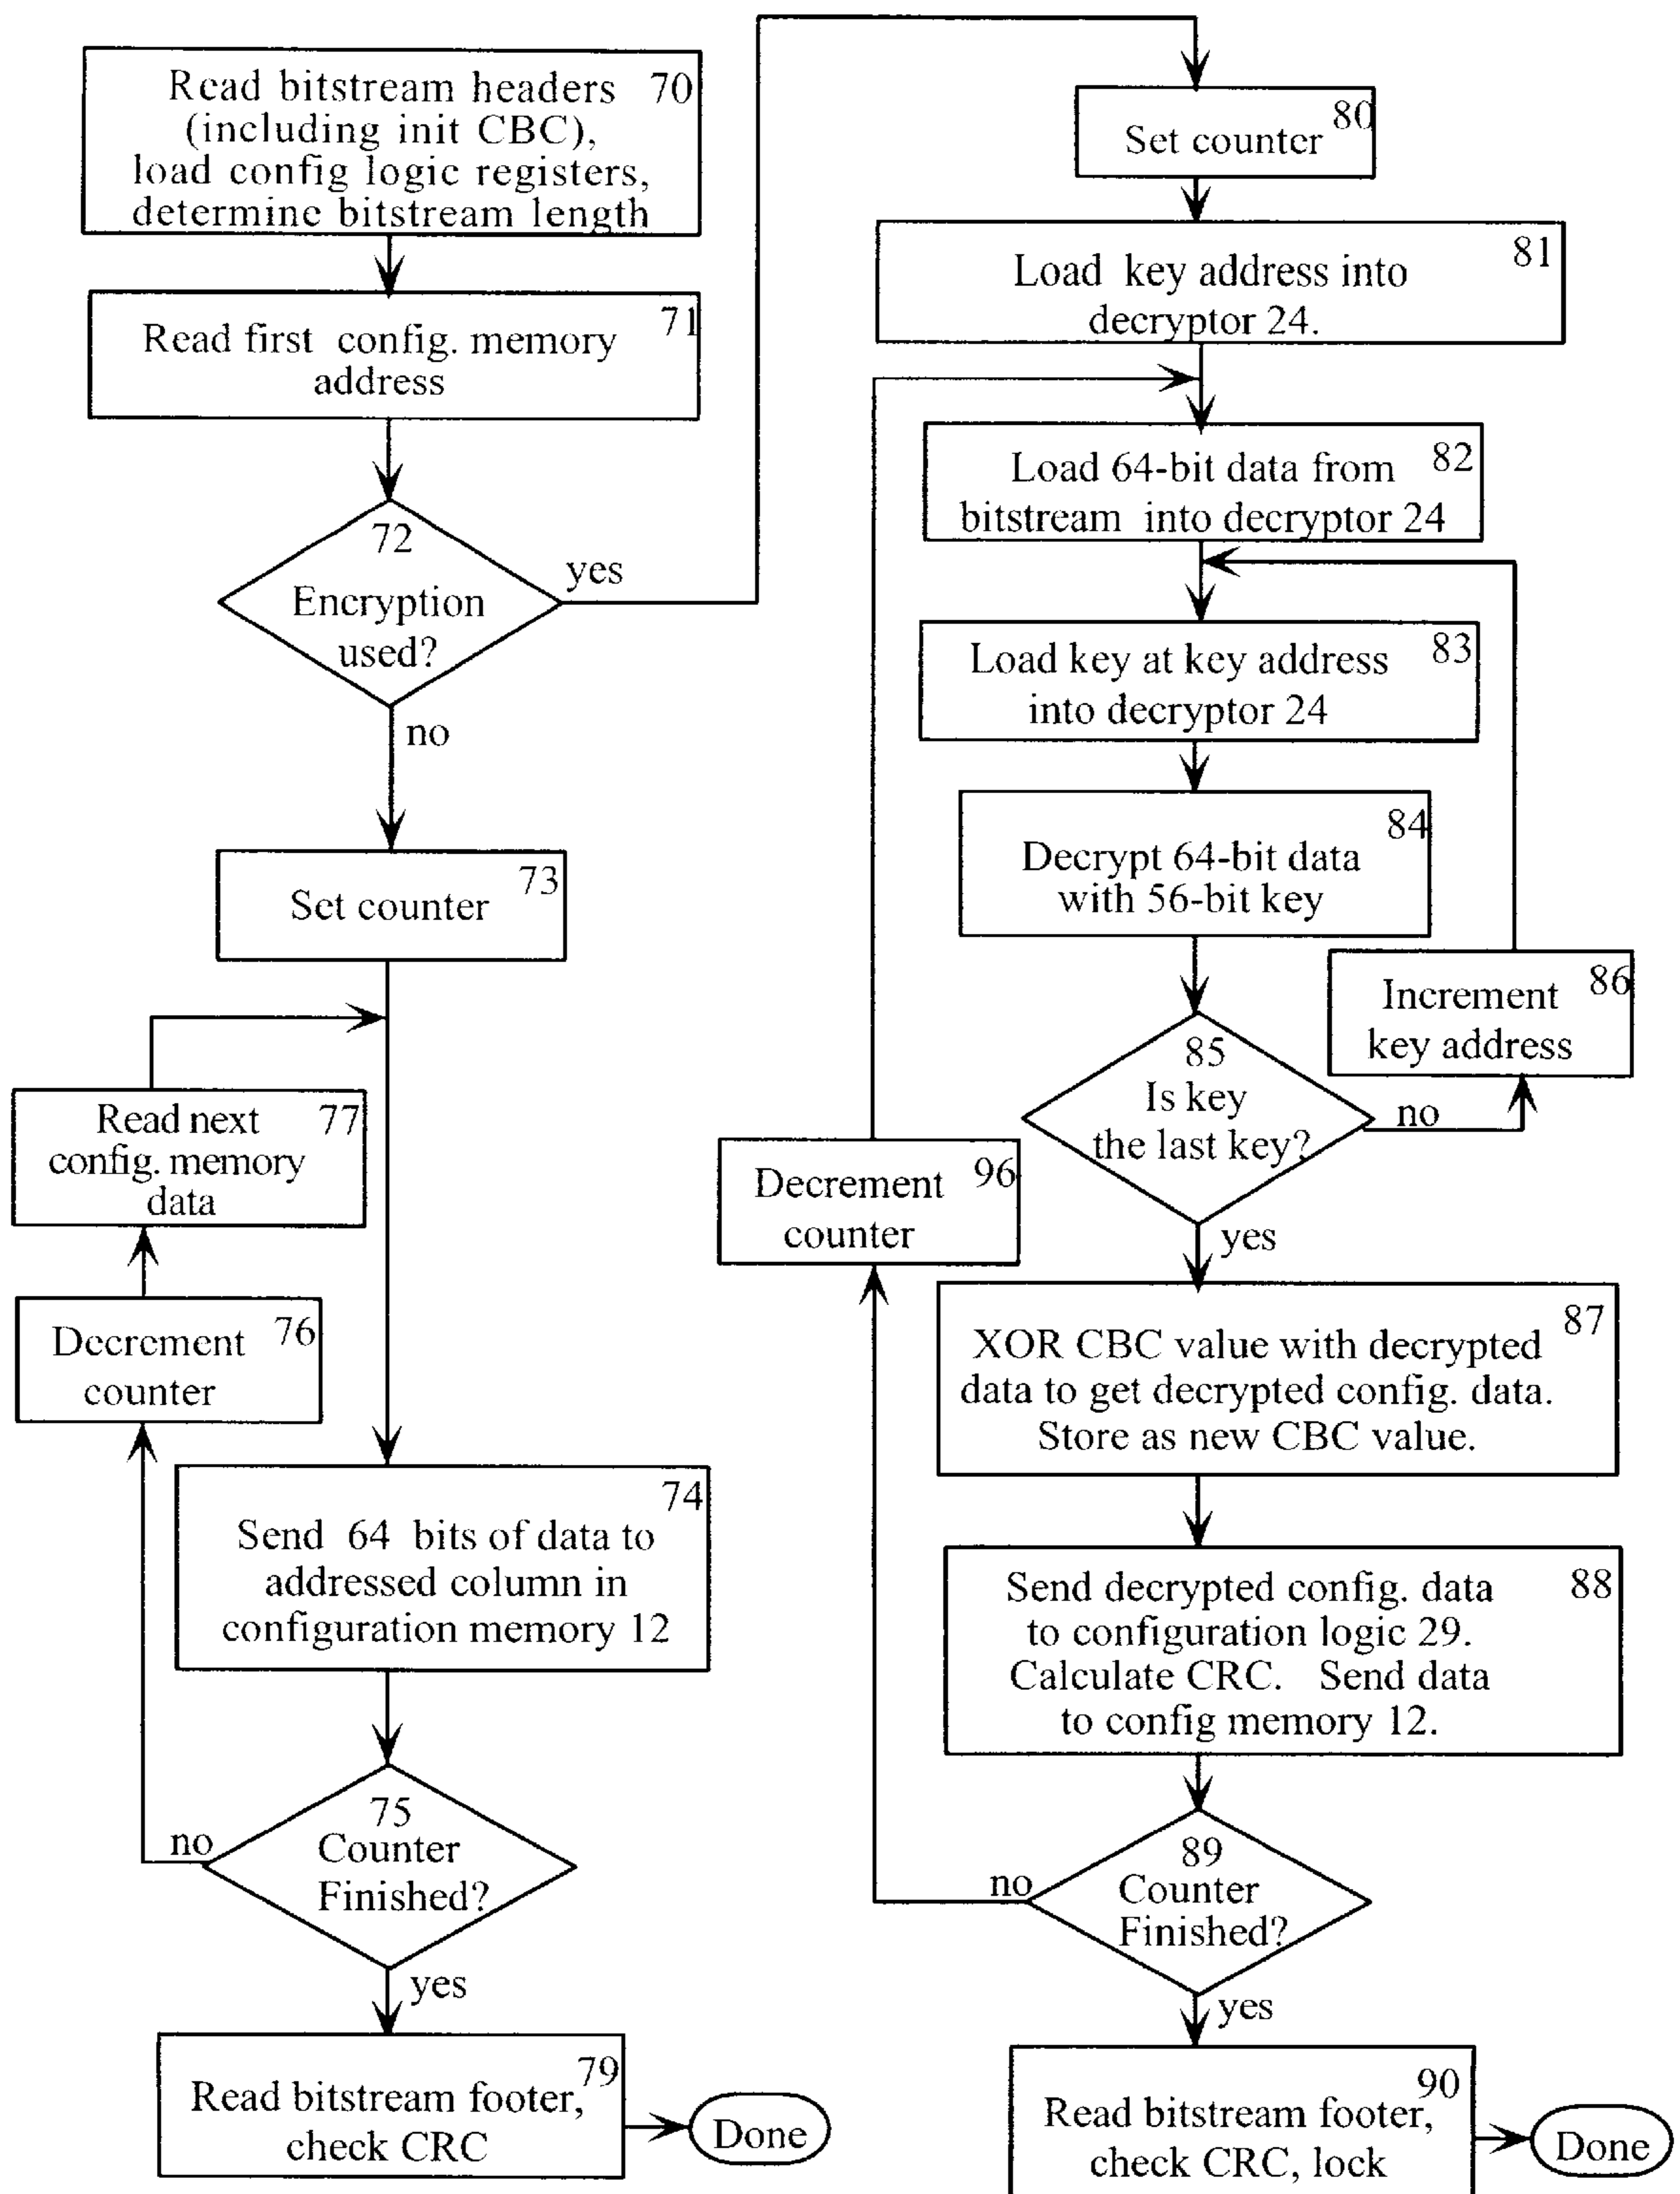 Read bitstream headers 70
(including init CBC),
load config logic registers,
determine bitstream length
Read first config. memory 71
address
72
Encryption
used?
yes
no
Set counter 73
Read next 77
config. memory
data
Decrement 76
counter
74
Send 64 bits of data to
addressed column in
configuration memory 12
75
Counter
Finished?
no
yes
79
Read bitstream footer,
check CRC
Done
80
Set counter
81
Load key address into
decryptor 24.
Load 64-bit data from 82
bitstream into decryptor 24
Load key at key address 83
into decryptor 24
84
Decrypt 64-bit data
with 56-bit key
85
Is key
the last key?
no
Increment 86
key address
yes
Decrement 96
counter
87
XOR CBC value with decrypted
data to get decrypted config. data.
Store as new CBC value.
Send decrypted config. data 88
to configuration logic 29.
Calculate CRC. Send data
to config memory 12.
89
Counter
Finished?
no
yes
90
Read bitstream footer,
check CRC, lock
Done